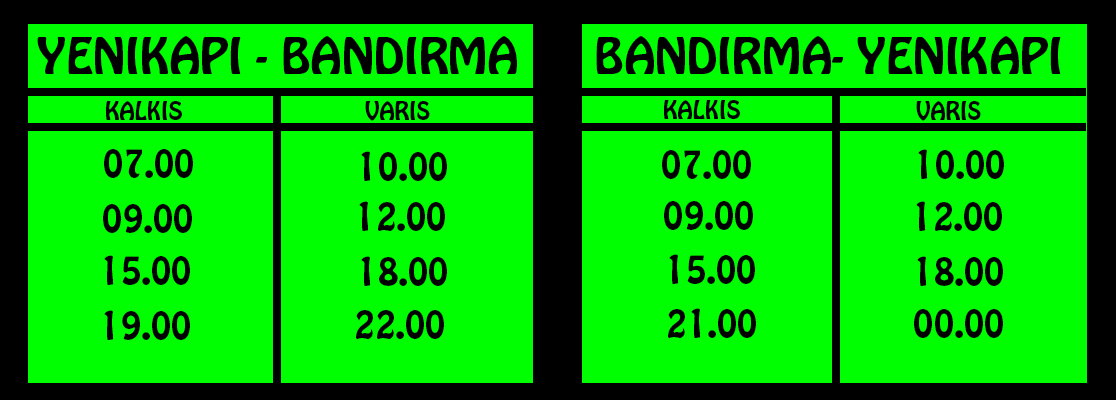 YENIKAPI - BANDIRMA
KALKIS VARIS
07.00 10.00
09.00 12.00
15.00 18.00
19.00 22.00
BANDIRMA- YENIKAPI
KALKIS VARIS
07.00 10.00
09.00 12.00
15.00 18.00
21.00 00.00